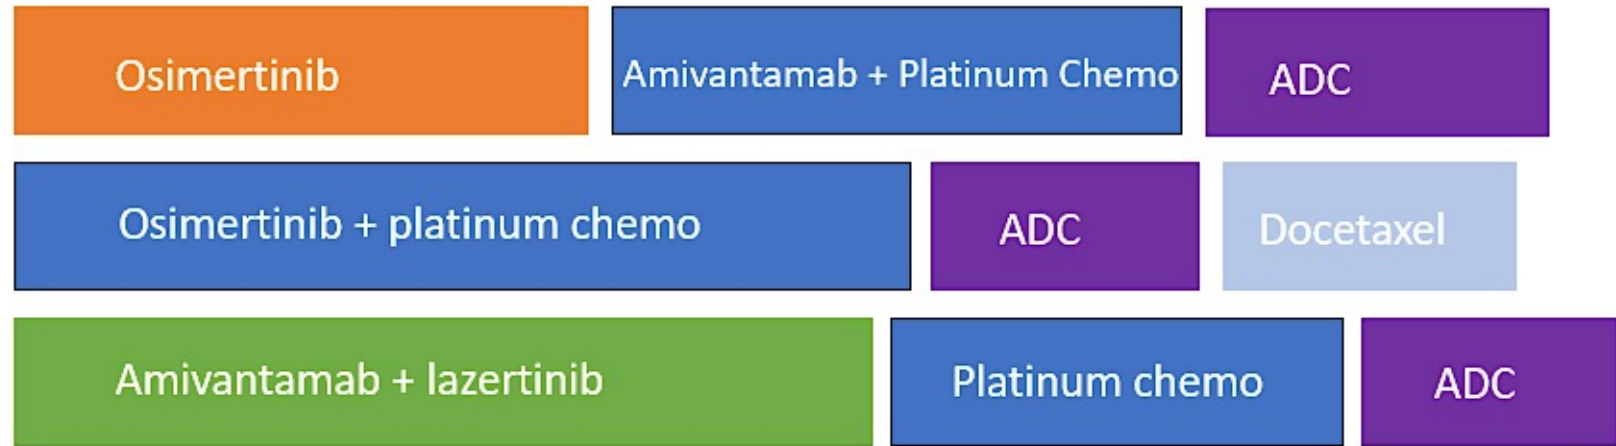 Osimertinib
Amivantamab + Platinum Chemo
ADC
Osimertinib + platinum chemo
ADC
Docetaxel
Amivantamab + lazertinib
Platinum chemo
ADC